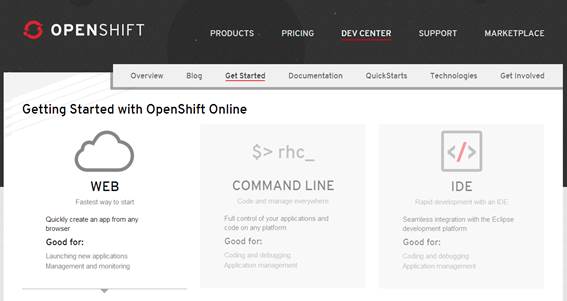 OPENSHIFT
PRODUCTS PRICING DEV CENTER SUPPORT MARKETPLACE
Overview Blog Get Started Documentation QuickStarts Technologies Get Involved
Getting Started with OpenShift Online
WEB
Fastest way to start
Quickly create an app from any
browser
Good for:
Launching new applications
Management and monitoring
$> rhc_
COMMAND LINE
Code and manage everywhere
Full control of your applications and
code on any platform
Good for:
Coding and debugging
Application management
</>
IDE
Rapid development with an IDE
Seamless integration with the Eclipse
development platform
Good for:
Coding and debugging
Application management